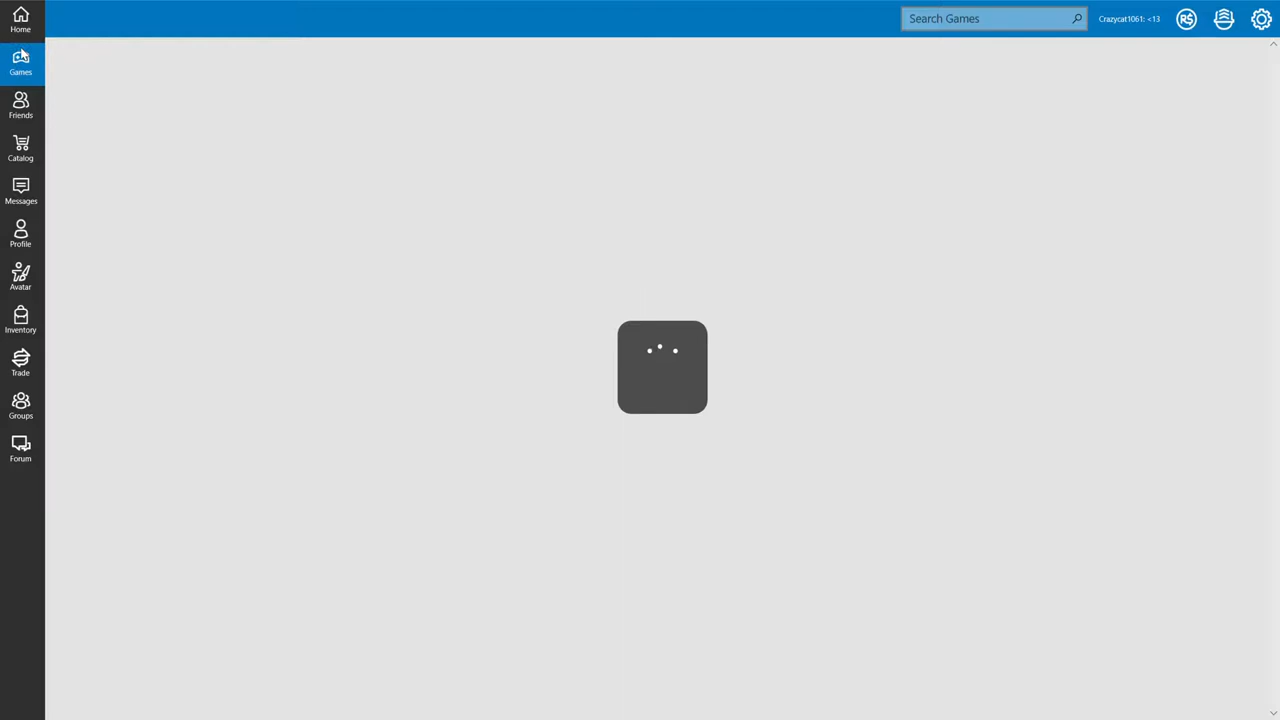 Home
Search Games
Crazycat1061: <13
R$
Games
Friends
Catalog
Messages
Profile
Avatar
Inventory
Trade
Groups
Forum